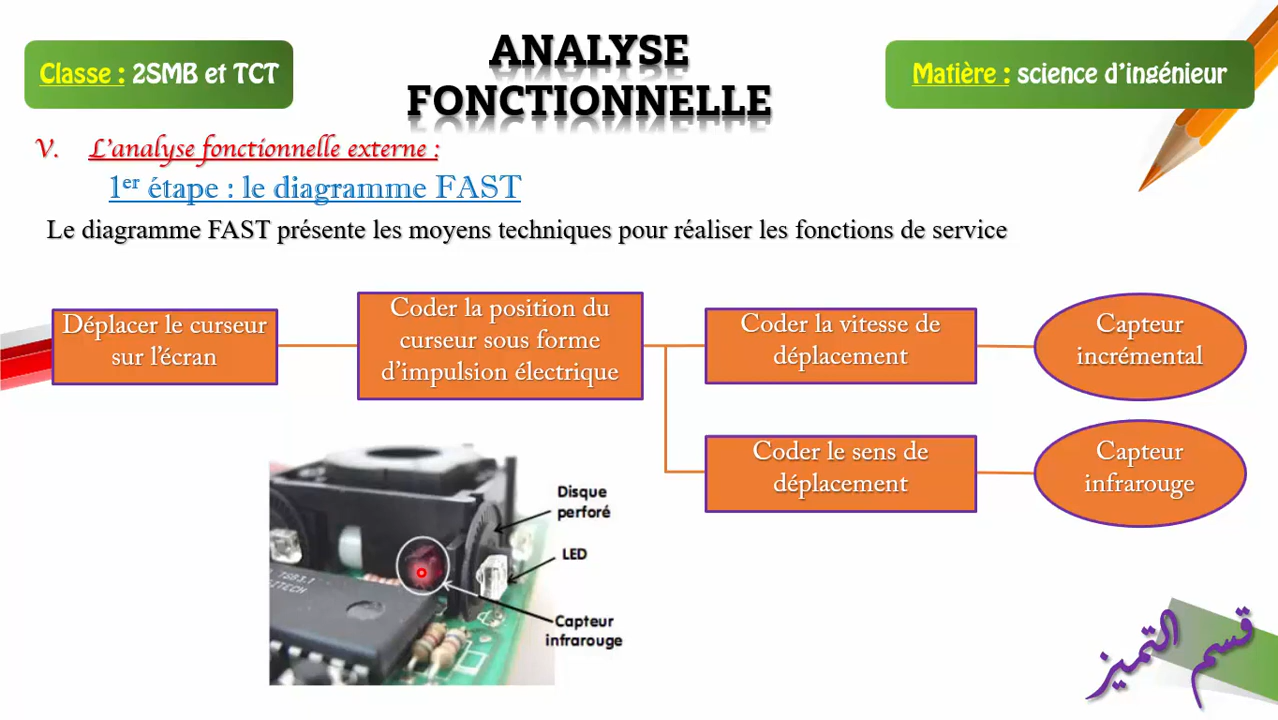 Classe : 2SMB et TCT
ANALYSE
FONCTIONNELLE
Matière : science d'ingénieur
V. L'analyse fonctionnelle externe :
1er étape : le diagramme FAST
Le diagramme FAST présente les moyens techniques pour réaliser les fonctions de service
Déplacer le curseur
sur l'écran
Coder la position du
curseur sous forme
d'impulsion électrique
Coder la vitesse de
déplacement
Capteur
incrémental
Coder le sens de
déplacement
Capteur
infrarouge
Disque
perforé
LED
Capteur
infrarouge
قسم التميز